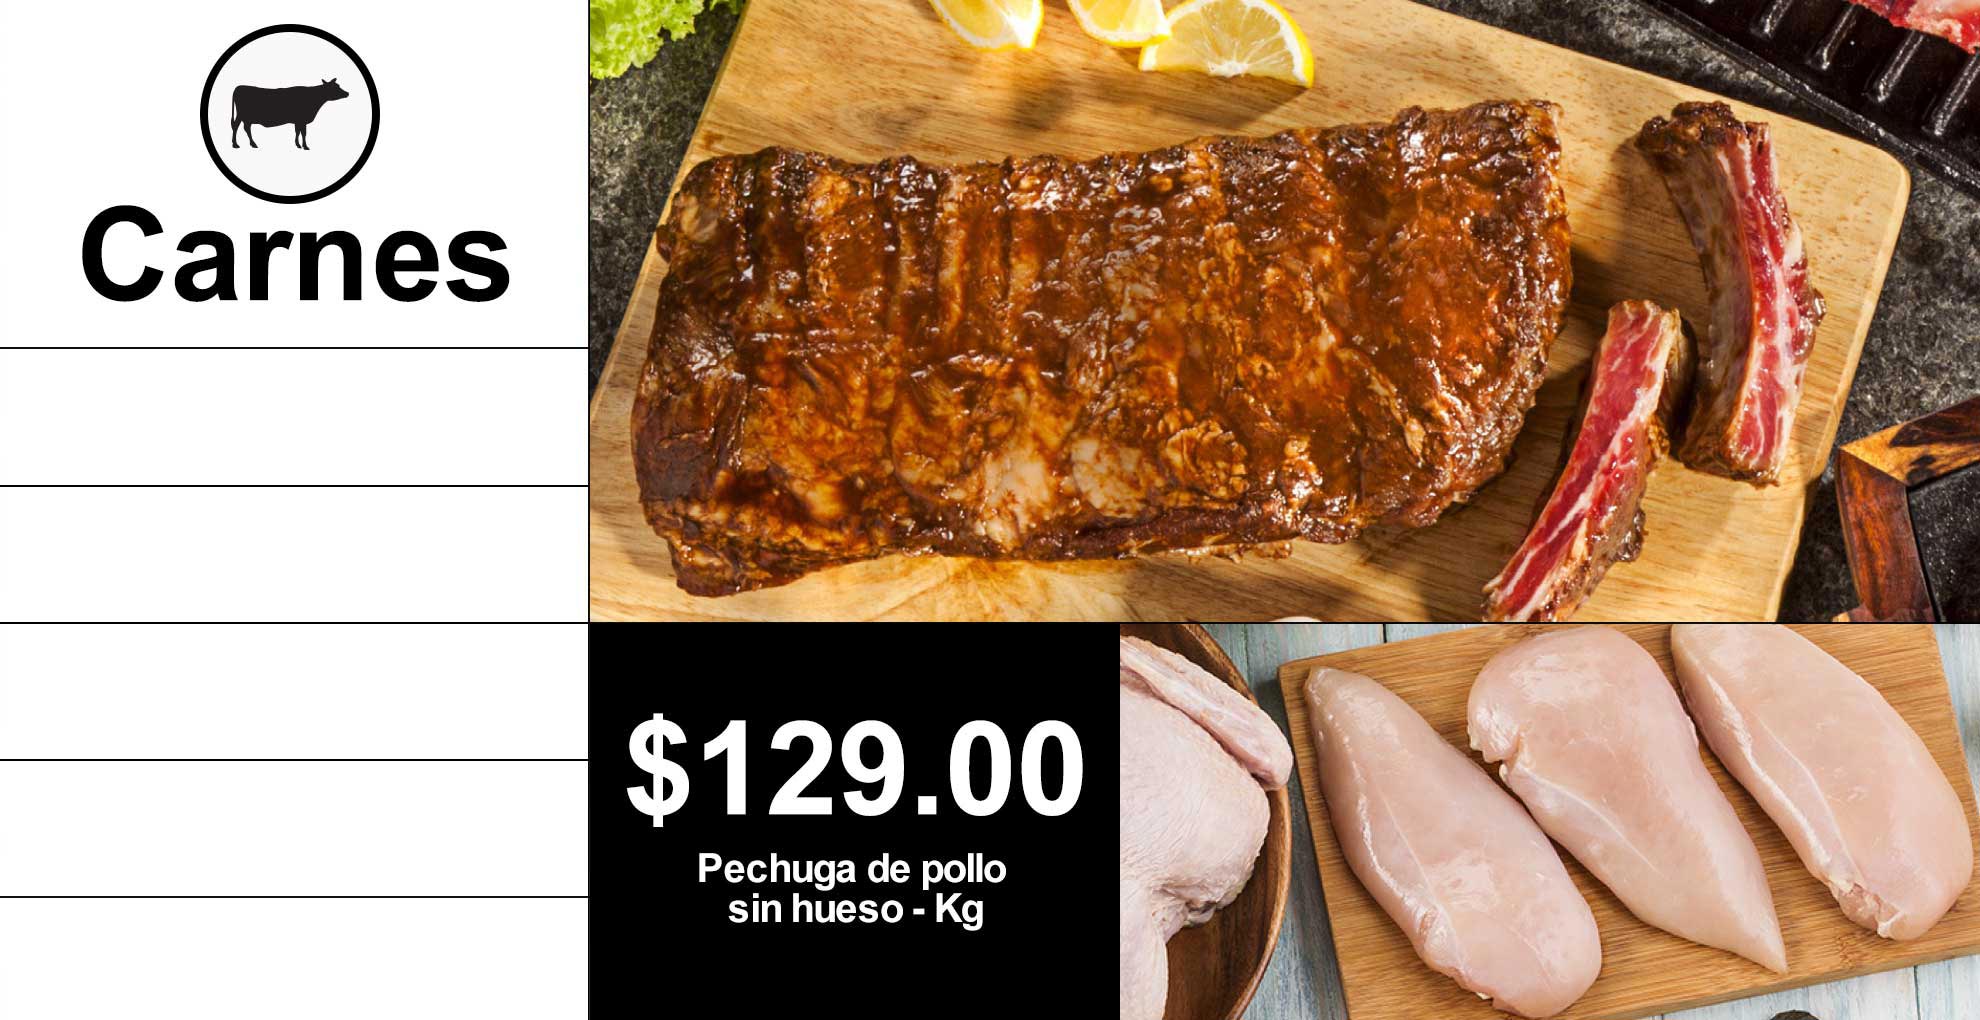 Carnes
$129.00
Pechuga de pollo
sin hueso - Kg